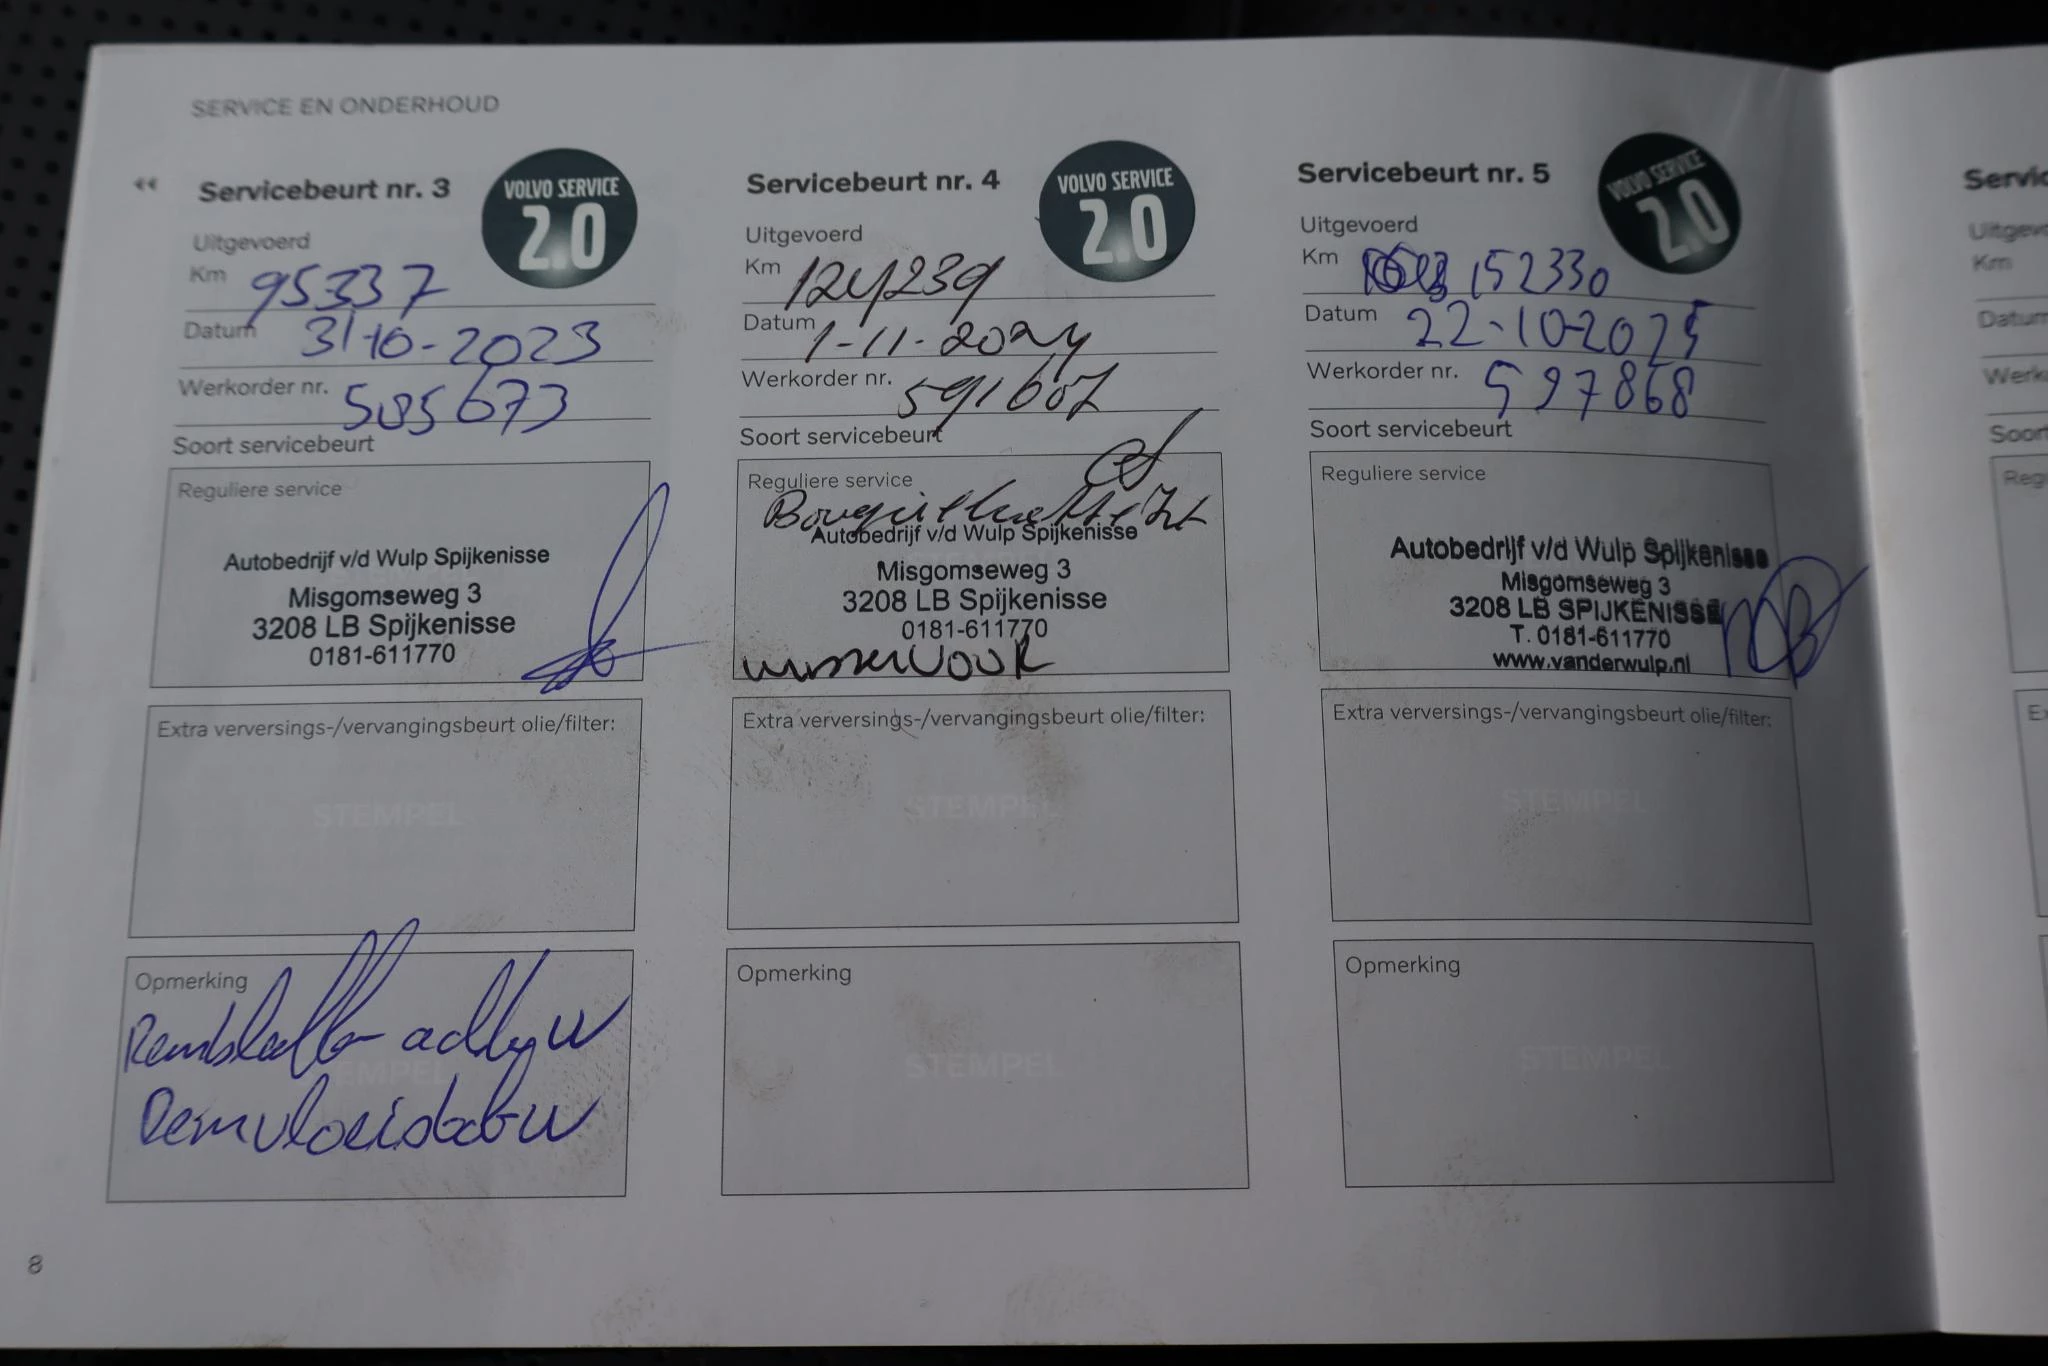 SERVICE EN ONDERHOUD
Servicebeurt nr. 3
VOLVO SERVICE
2.0
Uitgevoerd
Km 95337
Datum 31-10-2023
Werkorder nr. 585673
Soort servicebeurt
Reguliere service
Autobedrijf v/d Wulp Spijkenisse
Misgomseweg 3
3208 LB Spijkenisse
0181-611770
Extra verversings-/vervangingsbeurt olie/filter:
STEMPEL
Opmerking
Remblokken
STEMPEL
Remvloeistof
8
Servicebeurt nr. 4
VOLVO SERVICE
2.0
Uitgevoerd
Km 124239
Datum 1-11-2024
Werkorder nr. 591607
Soort servicebeurt
Reguliere service
Autobedrijf v/d Wulp Spijkenisse
Misgomseweg 3
3208 LB Spijkenisse
0181-611770
Extra verversings-/vervangingsbeurt olie/filter:
STEMPEL
Opmerking
STEMPEL
Servicebeurt nr. 5
VOLVO SERVICE
2.0
Uitgevoerd
Km 152330
Datum 22-10-2025
Werkorder nr. 597868
Soort servicebeurt
Reguliere service
Autobedrijf v/d Wulp Spijkenisse
Misgomseweg 3
3208 LB SPIJKENISSE
T. 0181-611770
www.vanderwulp.nl
Extra verversings-/vervangingsbeurt olie/filter:
STEMPEL
Opmerking
STEMPEL